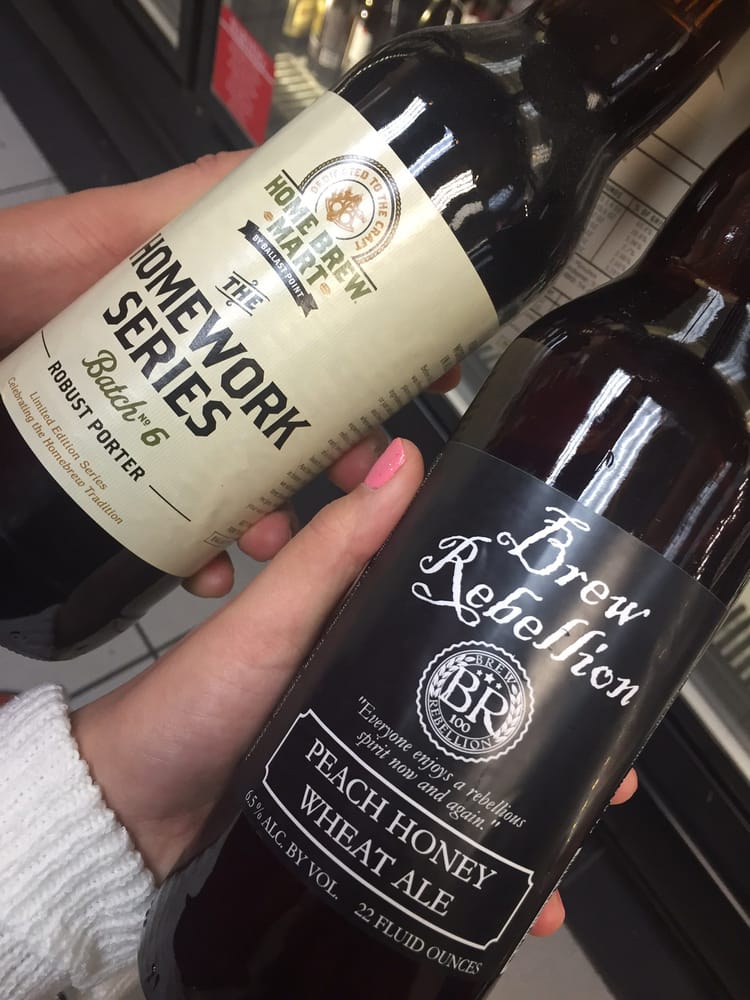 DEDICATED TO THE CRAFT
HOME BREW
MART
BY BALLAST POINT
THE
HOMEWORK
SERIES
Batch Nº 6
ROBUST PORTER
Limited Edition Series
Celebrating the Homebrew Tradition
Brew
Rebellion
BREW
BR
100
REBELLION
"Everyone enjoys a rebellious
spirit now and again."
PEACH HONEY
WHEAT ALE
6.5% ALC. BY VOL. 22 FLUID OUNCES